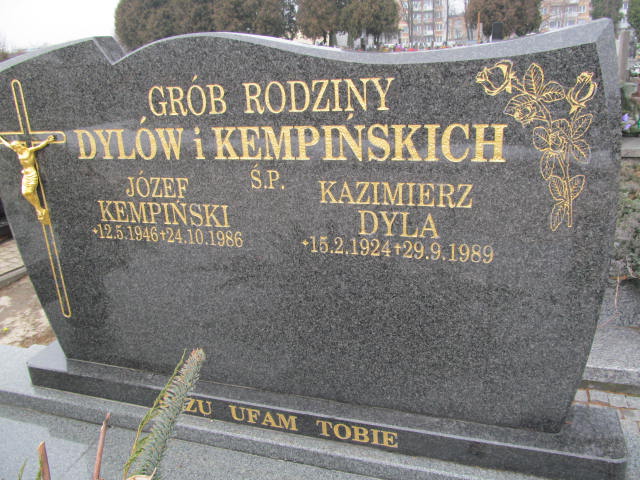 GRÓB RODZINY
DYLÓW i KEMPIŃSKICH
Ś.P.
JÓZEF
KEMPIŃSKI
*12.5.1946 †24.10.1986
KAZIMIERZ
DYLA
*15.2.1924 †29.9.1989
ZU UFAM TOBIE